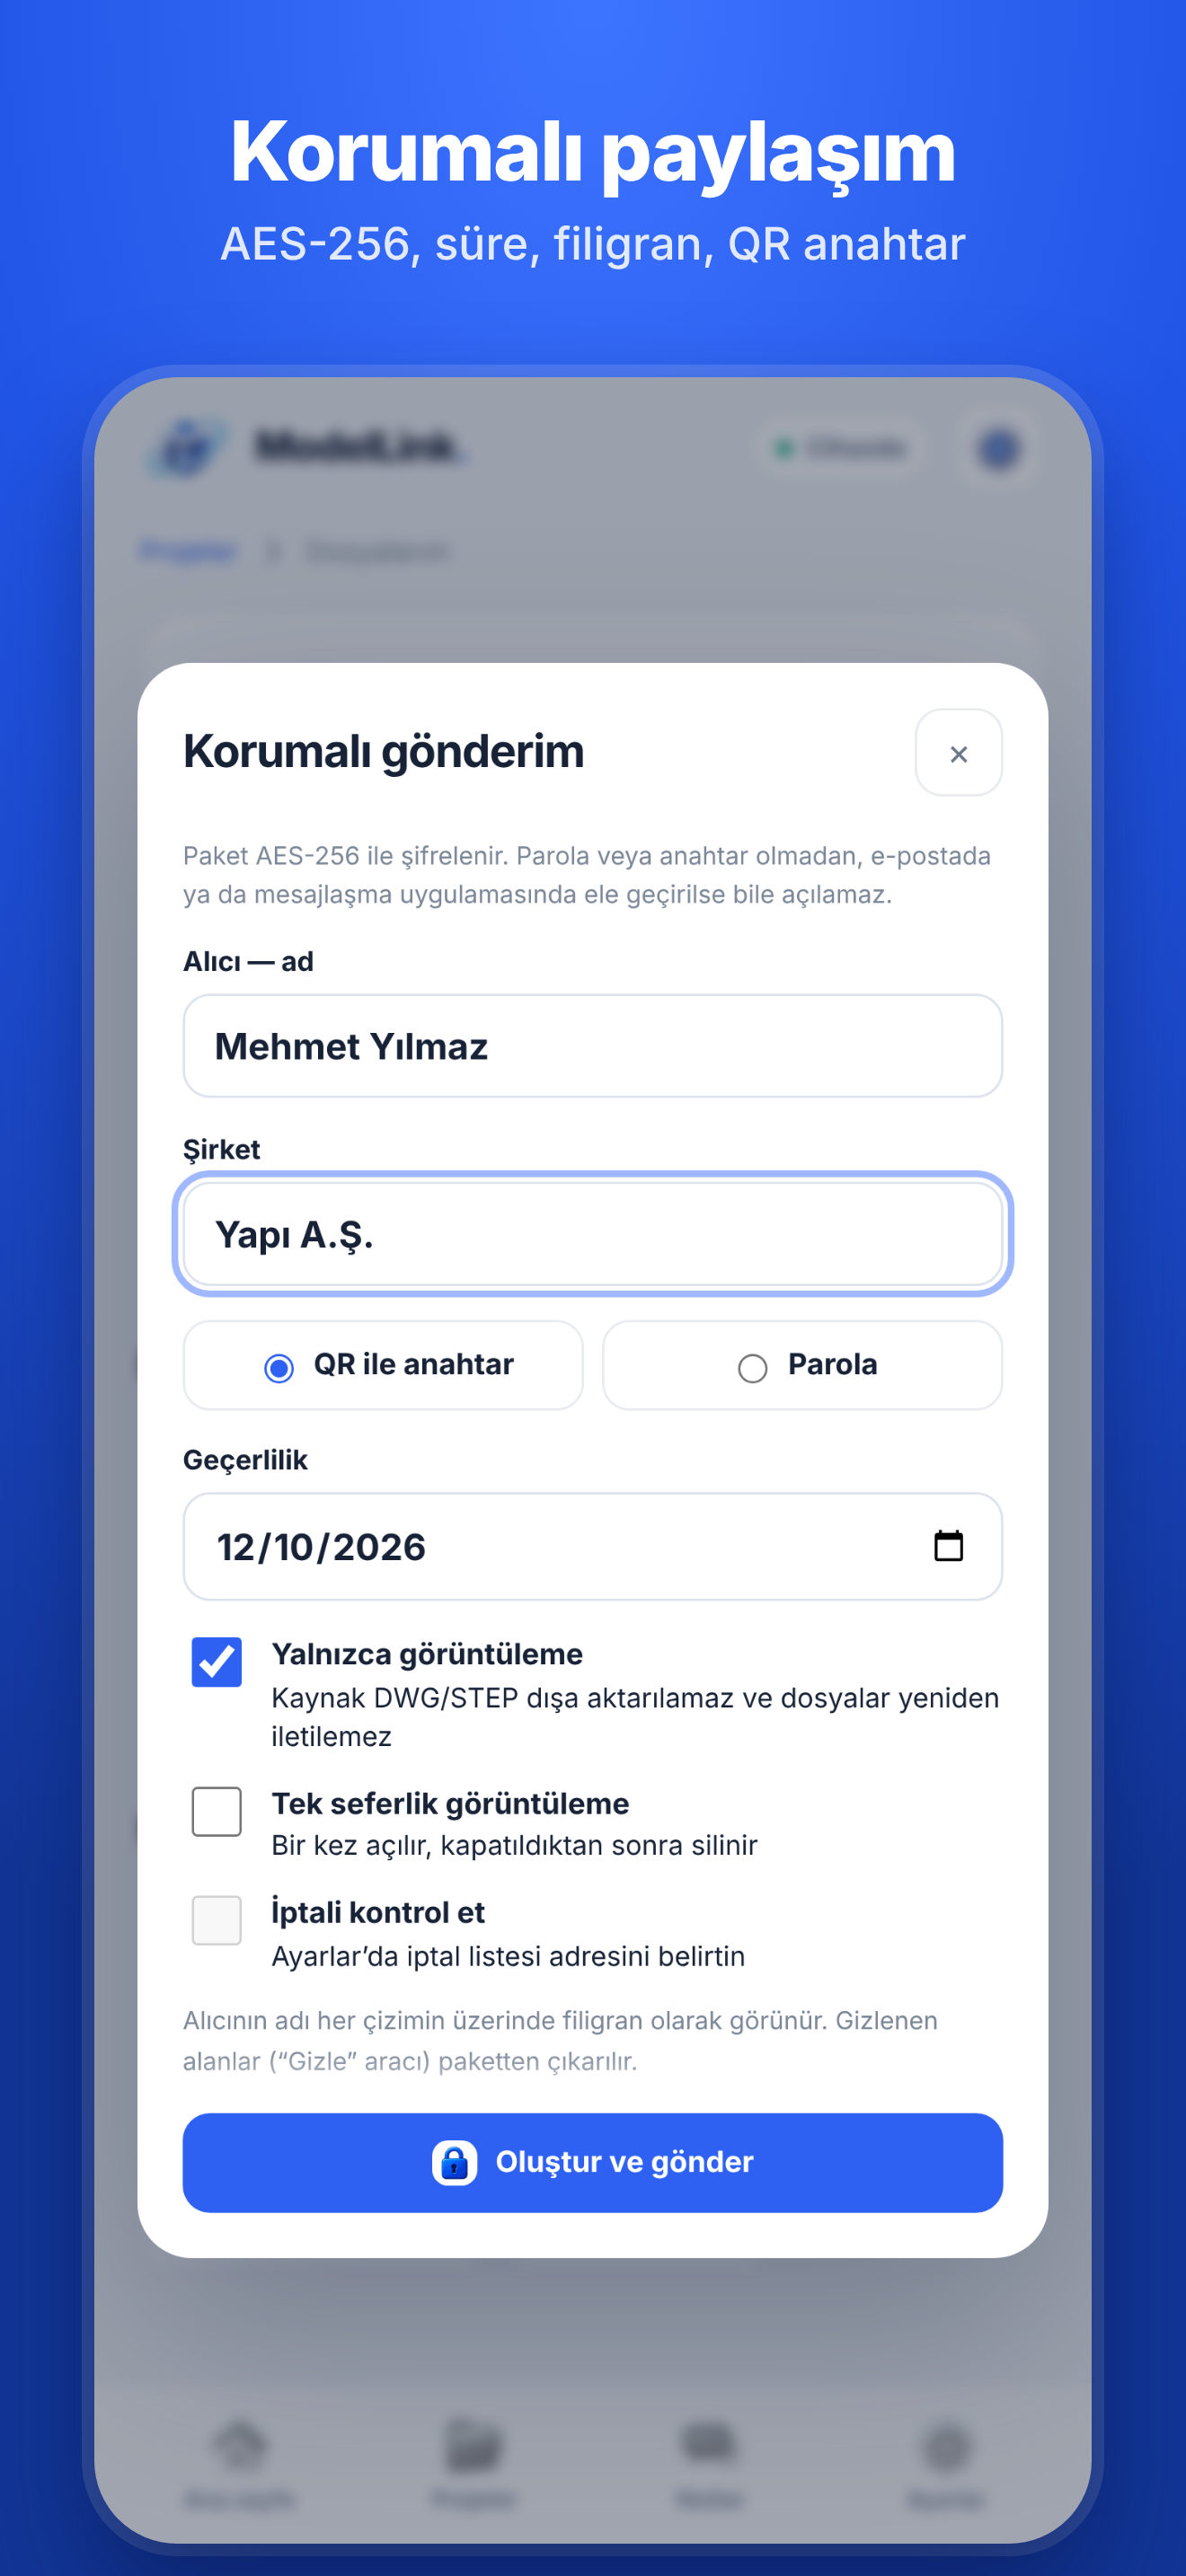 Korumalı paylaşım
AES-256, süre, filigran, QR anahtar
ModelLink.
Projeler > Dosyalarım
Korumalı gönderim
×
Paket AES-256 ile şifrelenir. Parola veya anahtar olmadan, e-postada
ya da mesajlaşma uygulamasında ele geçirilse bile açılamaz.
Alıcı — ad
Mehmet Yılmaz
Şirket
Yapı A.Ş.
QR ile anahtar
Parola
Geçerlilik
12/10/2026
Yalnızca görüntüleme
Kaynak DWG/STEP dışa aktarılamaz ve dosyalar yeniden
iletilemez
Tek seferlik görüntüleme
Bir kez açılır, kapatıldıktan sonra silinir
İptali kontrol et
Ayarlar’da iptal listesi adresini belirtin
Alıcının adı her çizimin üzerinde filigran olarak görünür. Gizlenen
alanlar (“Gizle” aracı) paketten çıkarılır.
Oluştur ve gönder